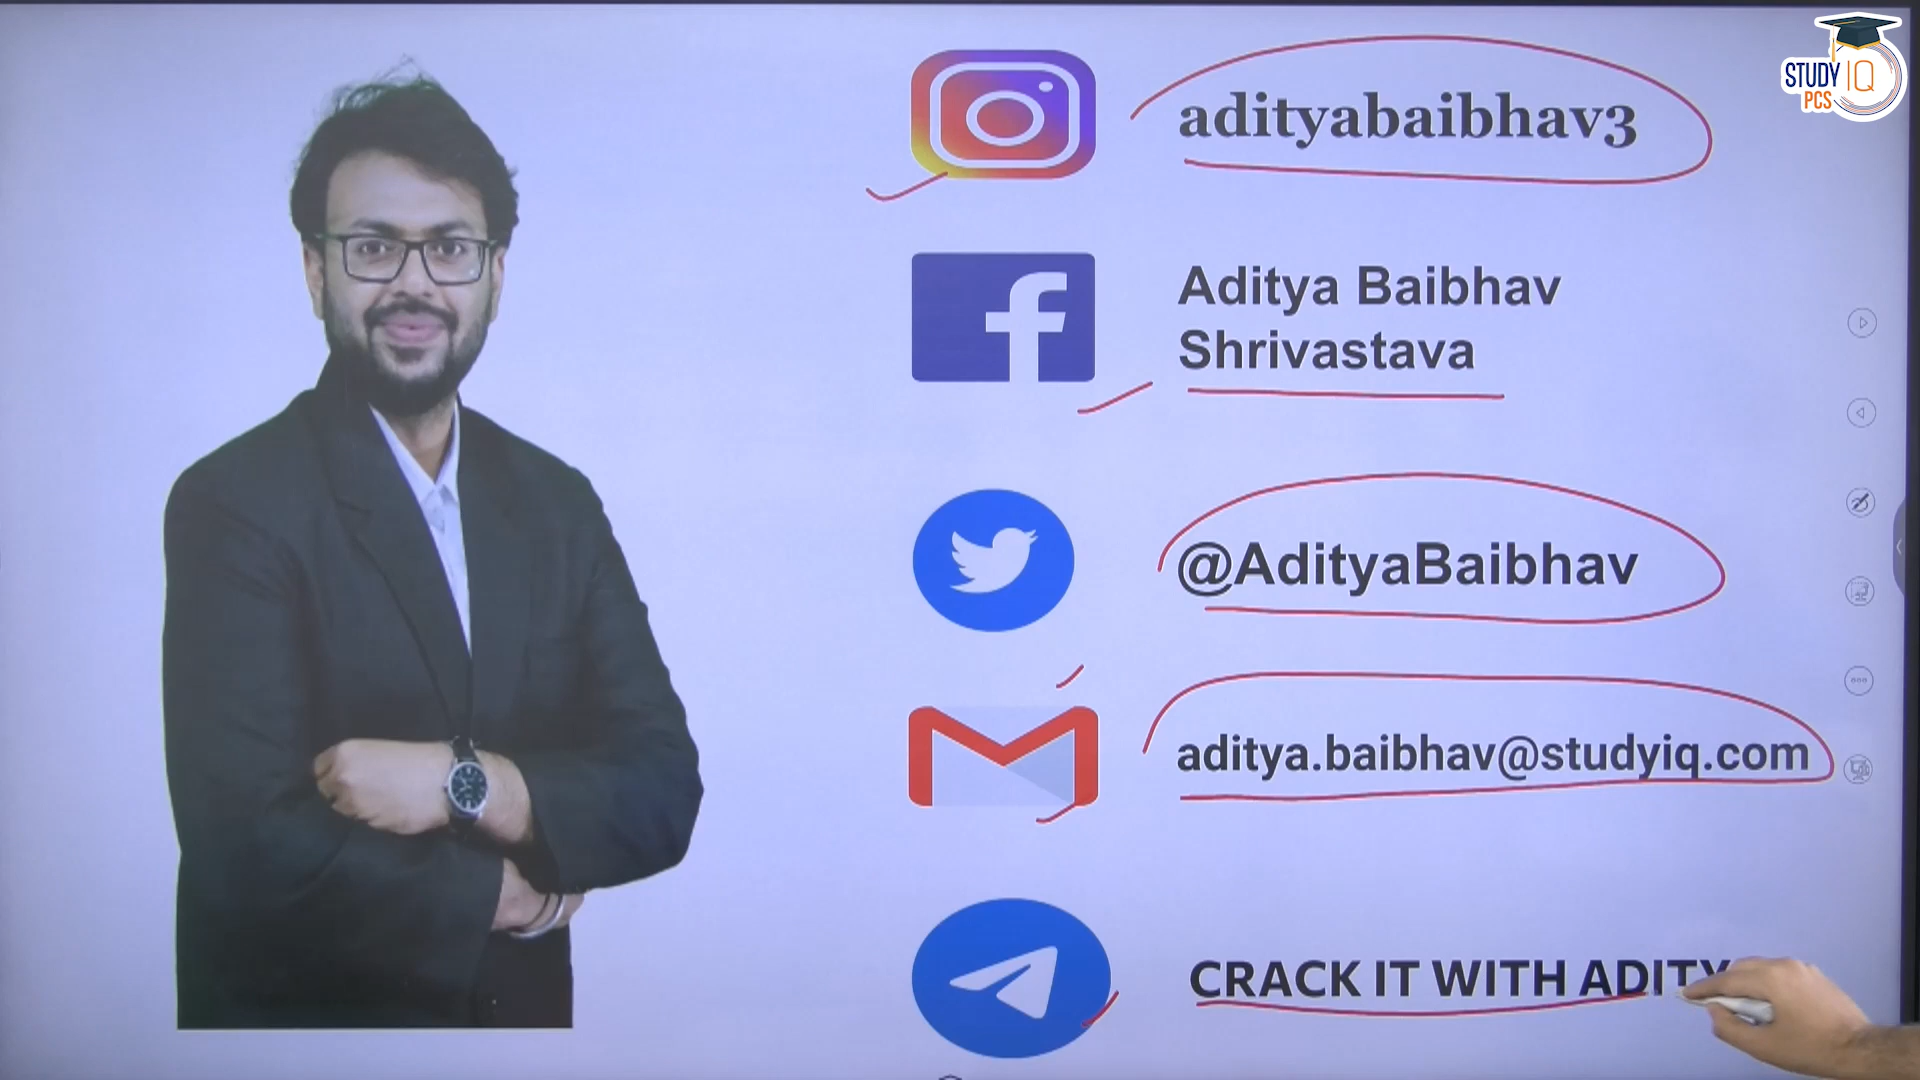 STUDY IQ
PCS
adityabaibhav3
Aditya Baibhav
Shrivastava
@AdityaBaibhav
aditya.baibhav@studyiq.com
CRACK IT WITH ADITY